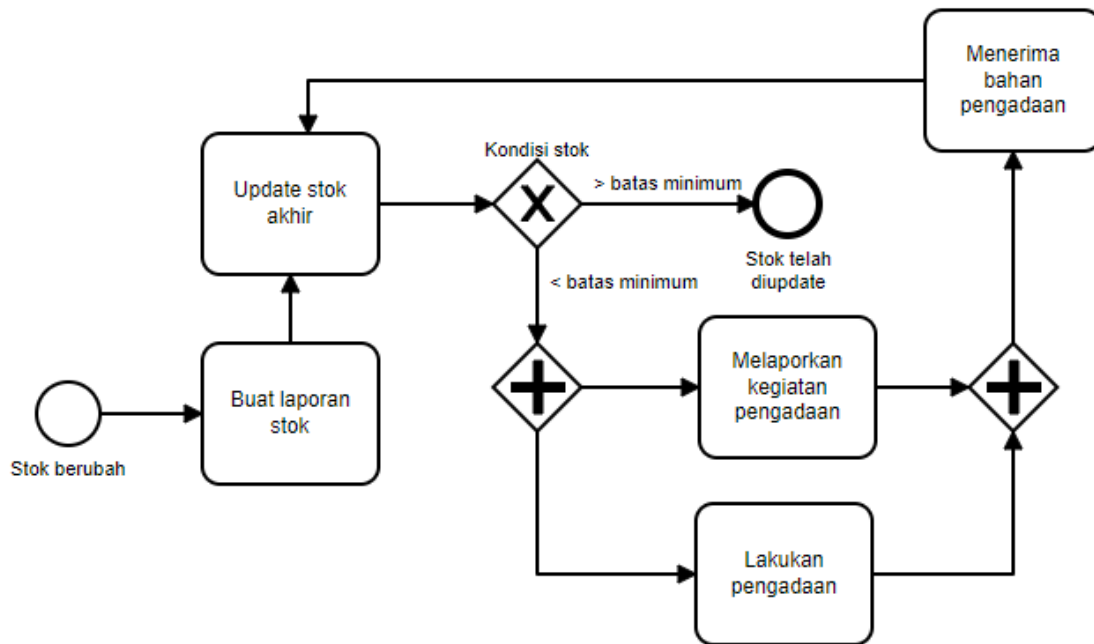 Menerima
bahan
pengadaan
Kondisi stok
> batas minimum
Update stok
akhir
Stok telah
diupdate
< batas minimum
Melaporkan
kegiatan
pengadaan
Buat laporan
stok
Stok berubah
Lakukan
pengadaan